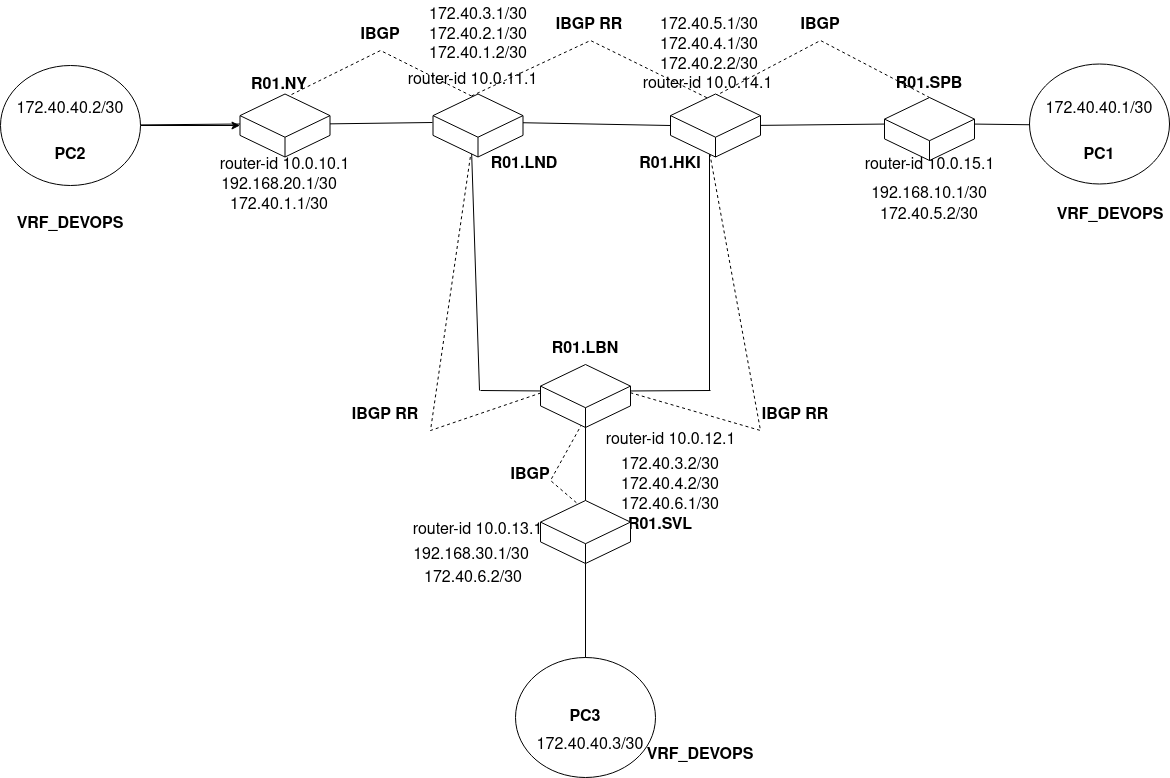 172.40.3.1/30
172.40.2.1/30
172.40.1.2/30
router-id 10.0.11.1
IBGP
IBGP RR
172.40.5.1/30
172.40.4.1/30
172.40.2.2/30
router-id 10.0.14.1
IBGP
R01.NY
R01.SPB
172.40.40.2/30
PC2
172.40.40.1/30
PC1
router-id 10.0.10.1
192.168.20.1/30
172.40.1.1/30
R01.LND
R01.HKI
router-id 10.0.15.1
192.168.10.1/30
172.40.5.2/30
VRF_DEVOPS
VRF_DEVOPS
R01.LBN
IBGP RR
IBGP RR
router-id 10.0.12.1
172.40.3.2/30
172.40.4.2/30
172.40.6.1/30
IBGP
R01.SVL
router-id 10.0.13.1
192.168.30.1/30
172.40.6.2/30
PC3
172.40.40.3/30
VRF_DEVOPS